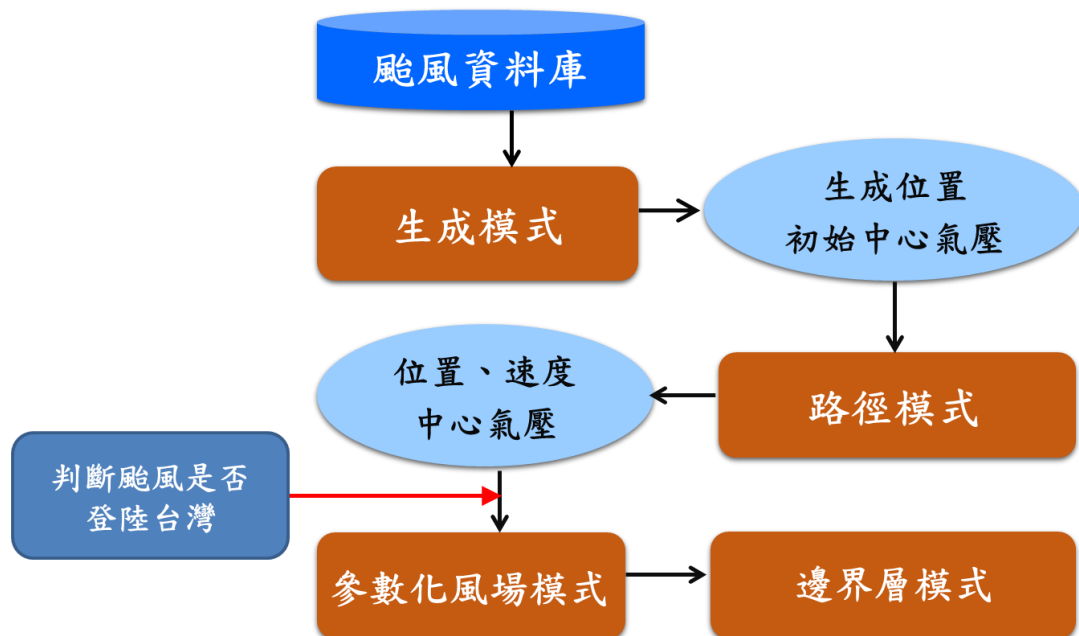 颱風資料庫
生成模式
生成位置
初始中心氣壓
路徑模式
位置、速度
中心氣壓
判斷颱風是否
登陸台灣
參數化風場模式
邊界層模式